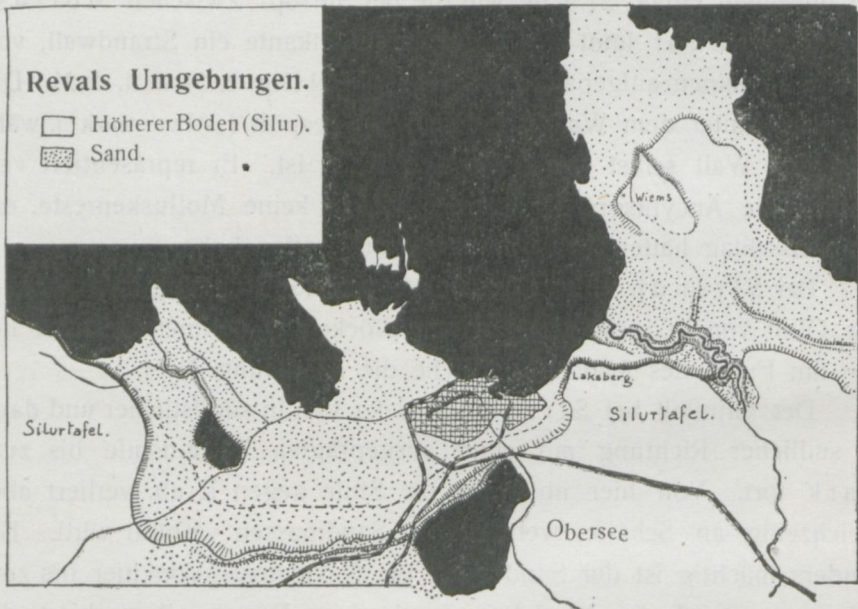 Revals Umgebungen.
Höherer Boden (Silur).
Sand.
Wiems
Laksberg.
Silurtafel.
Silurtafel.
Obersee